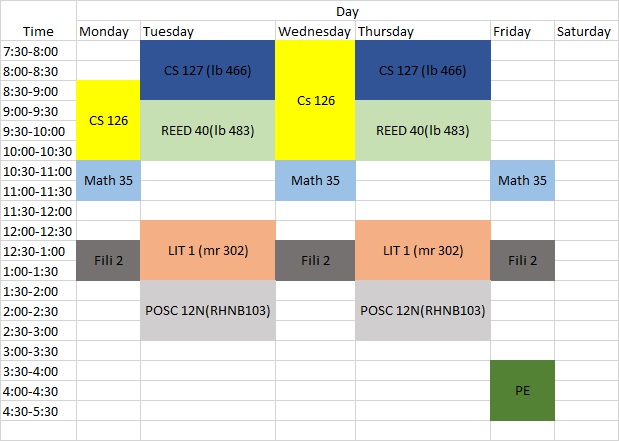 Day
Time Monday Tuesday Wednesday Thursday Friday Saturday
7:30-8:00
8:00-8:30 CS 127 (lb 466) CS 127 (lb 466)
8:30-9:00
9:00-9:30 Cs 126
9:30-10:00 CS 126 REED 40(lb 483) REED 40(lb 483)
10:00-10:30
10:30-11:00 Math 35 Math 35 Math 35
11:00-11:30
11:30-12:00
12:00-12:30
12:30-1:00 Fili 2 LIT 1 (mr 302) Fili 2 LIT 1 (mr 302) Fili 2
1:00-1:30
1:30-2:00
2:00-2:30 POSC 12N(RHNB103) POSC 12N(RHNB103)
2:30-3:00
3:00-3:30
3:30-4:00
4:00-4:30 PE
4:30-5:30